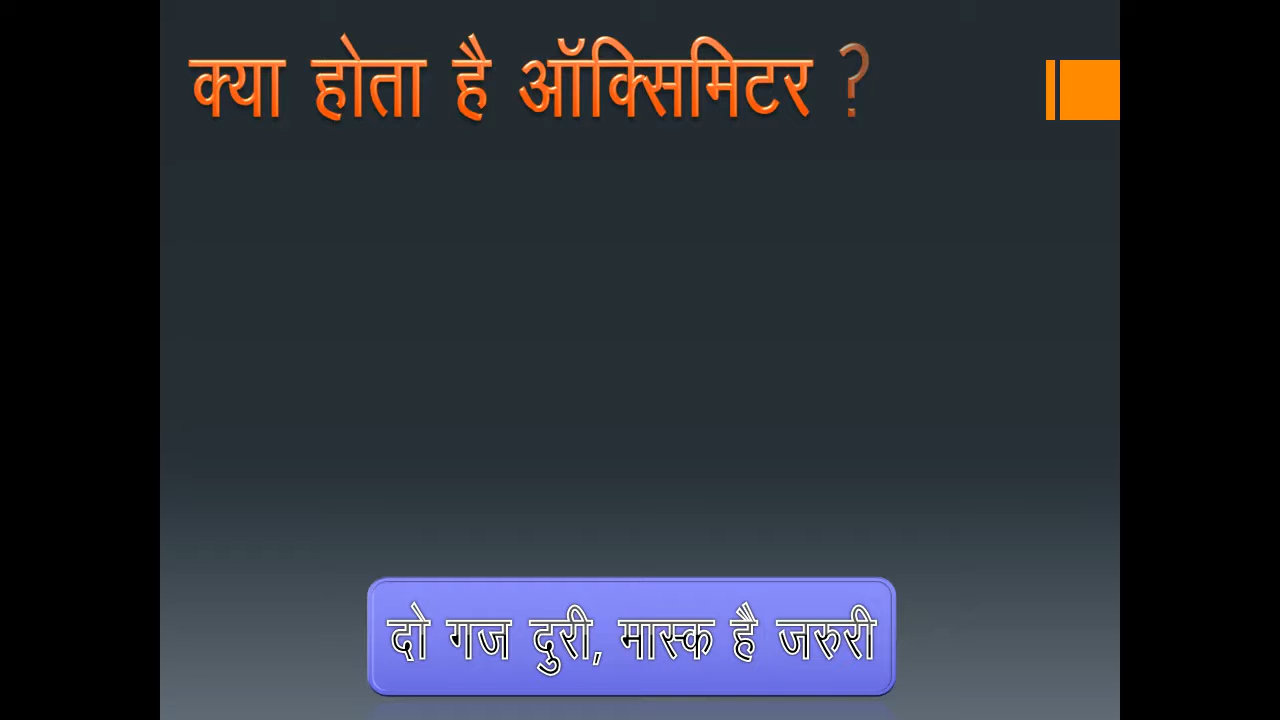 क्या होता है ऑक्सिमिटर ?
दो गज दुरी, मास्क है जरुरी